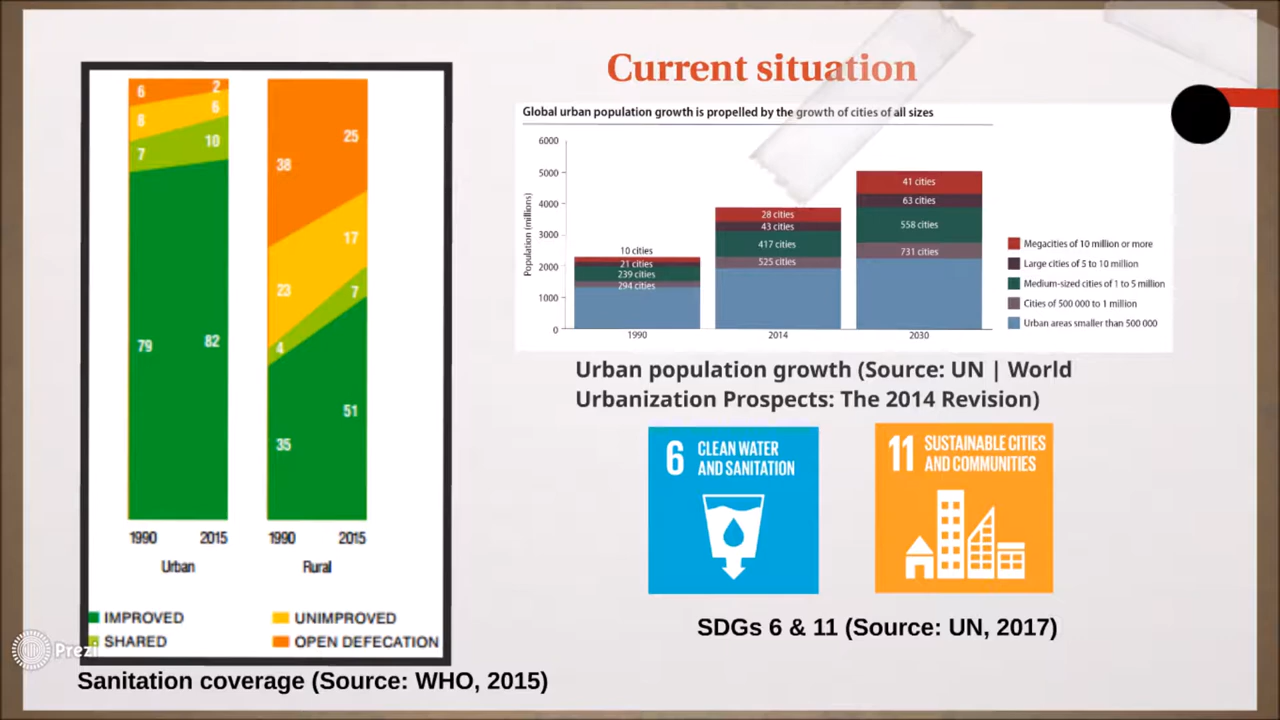 Current situation
6
2
8
6
7
10
79
82
38
25
23
17
4
7
35
51
1990
2015
1990
2015
Urban
Rural
IMPROVED
UNIMPROVED
SHARED
OPEN DEFECATION
Prezi
Sanitation coverage (Source: WHO, 2015)
Global urban population growth is propelled by the growth of cities of all sizes
Population (millions)
6000
5000
4000
3000
2000
1000
0
10 cities
21 cities
239 cities
294 cities
28 cities
43 cities
417 cities
525 cities
41 cities
63 cities
558 cities
731 cities
1990
2014
2030
Megacities of 10 million or more
Large cities of 5 to 10 million
Medium-sized cities of 1 to 5 million
Cities of 500 000 to 1 million
Urban areas smaller than 500 000
Urban population growth (Source: UN | World
Urbanization Prospects: The 2014 Revision)
6 CLEAN WATER
AND SANITATION
11 SUSTAINABLE CITIES
AND COMMUNITIES
SDGs 6 & 11 (Source: UN, 2017)